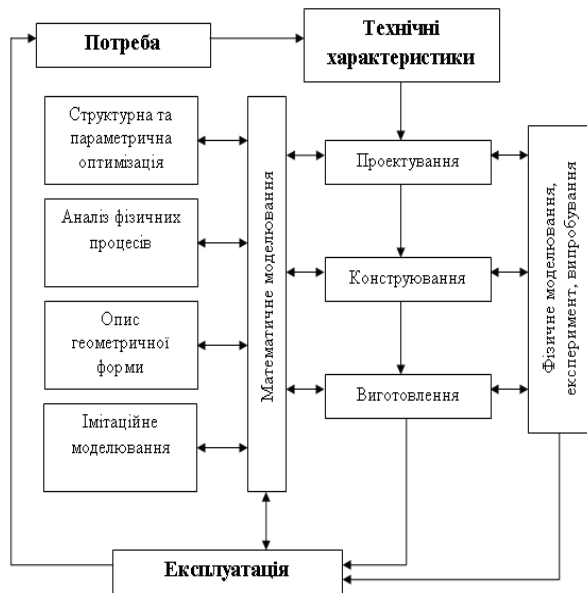 Потреба
Технічні
характеристики
Структурна та
параметрична
оптимізація
Аналіз фізичних
процесів
Опис
геометричної
форми
Імітаційне
моделювання
Математичне моделювання
Проектування
Конструювання
Виготовлення
Фізичне моделювання,
експеримент, випробування
Експлуатація